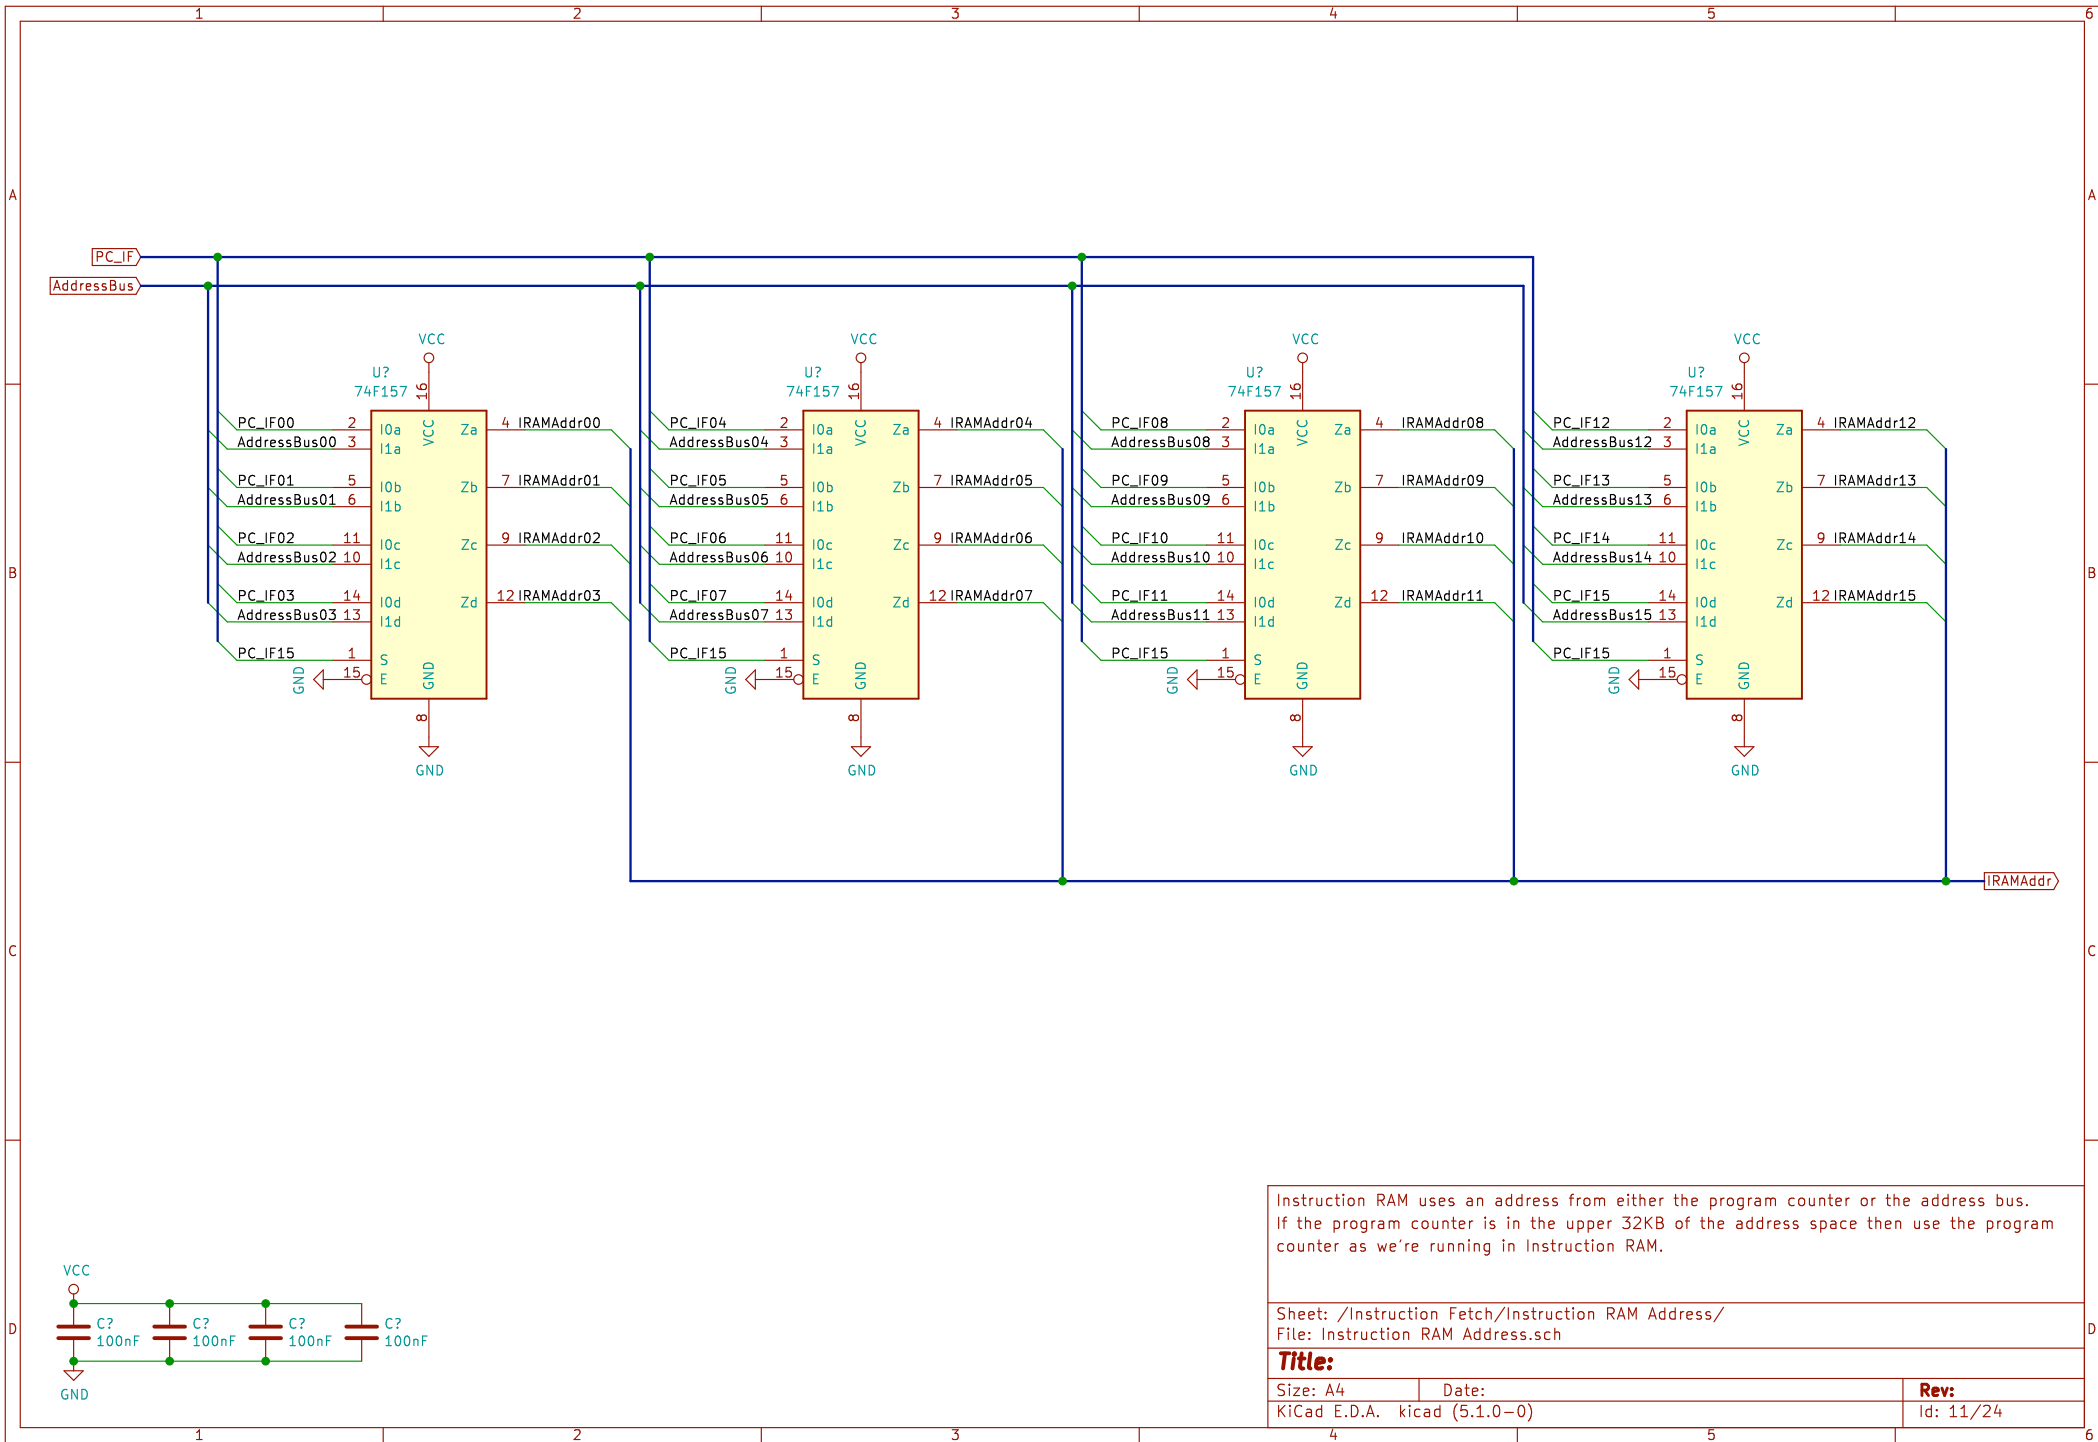 1 2 3 4 5 6
A A
PC_IF
AddressBus
VCC VCC VCC VCC
U? U? U? U?
74F157 74F157 74F157 74F157
16 16 16 16
PC_IF00 2 I0a VCC Za 4 IRAMAddr00 PC_IF04 2 I0a VCC Za 4 IRAMAddr04 PC_IF08 2 I0a VCC Za 4 IRAMAddr08 PC_IF12 2 I0a VCC Za 4 IRAMAddr12
AddressBus00 3 I1a AddressBus04 3 I1a AddressBus08 3 I1a AddressBus12 3 I1a
PC_IF01 5 I0b Zb 7 IRAMAddr01 PC_IF05 5 I0b Zb 7 IRAMAddr05 PC_IF09 5 I0b Zb 7 IRAMAddr09 PC_IF13 5 I0b Zb 7 IRAMAddr13
AddressBus01 6 I1b AddressBus05 6 I1b AddressBus09 6 I1b AddressBus13 6 I1b
PC_IF02 11 I0c Zc 9 IRAMAddr02 PC_IF06 11 I0c Zc 9 IRAMAddr06 PC_IF10 11 I0c Zc 9 IRAMAddr10 PC_IF14 11 I0c Zc 9 IRAMAddr14
AddressBus02 10 I1c AddressBus06 10 I1c AddressBus10 10 I1c AddressBus14 10 I1c
B B
PC_IF03 14 I0d Zd 12 IRAMAddr03 PC_IF07 14 I0d Zd 12 IRAMAddr07 PC_IF11 14 I0d Zd 12 IRAMAddr11 PC_IF15 14 I0d Zd 12 IRAMAddr15
AddressBus03 13 I1d AddressBus07 13 I1d AddressBus11 13 I1d AddressBus15 13 I1d
PC_IF15 1 S PC_IF15 1 S PC_IF15 1 S PC_IF15 1 S
GND 15 E GND GND 15 E GND GND 15 E GND GND 15 E GND
8 8 8 8
GND GND GND GND
IRAMAddr
C C
Instruction RAM uses an address from either the program counter or the address bus.
If the program counter is in the upper 32KB of the address space then use the program
counter as we're running in Instruction RAM.
VCC
C? C? C? C?
100nF 100nF 100nF 100nF
GND
D D
Sheet: /Instruction Fetch/Instruction RAM Address/
File: Instruction RAM Address.sch
Title:
Size: A4 Date: Rev:
KiCad E.D.A. kicad (5.1.0-0) Id: 11/24
1 2 3 4 5 6